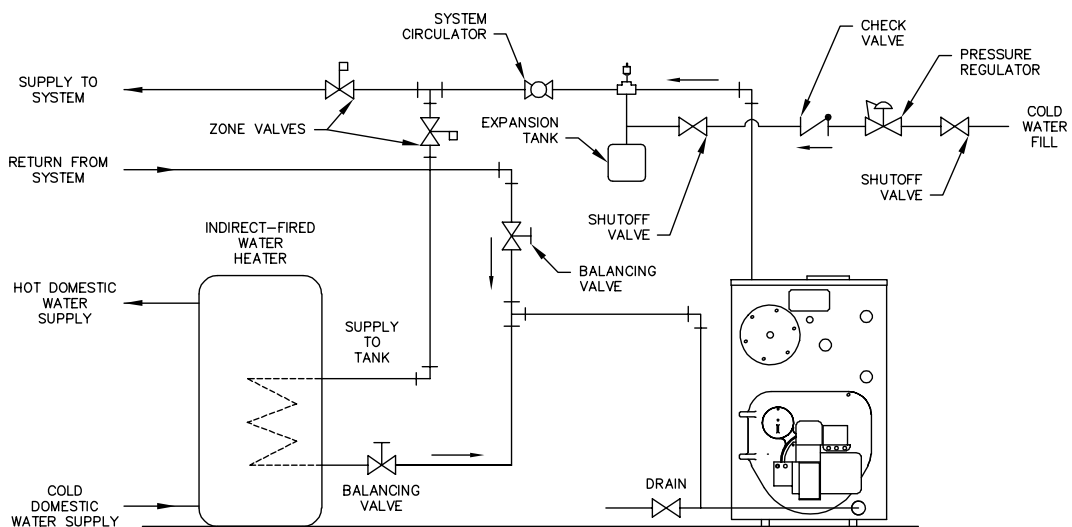 SYSTEM
CIRCULATOR
CHECK
VALVE
PRESSURE
REGULATOR
SUPPLY TO
SYSTEM
ZONE VALVES
EXPANSION
TANK
COLD
WATER
FILL
RETURN FROM
SYSTEM
SHUTOFF
VALVE
SHUTOFF
VALVE
INDIRECT-FIRED
WATER
HEATER
BALANCING
VALVE
HOT DOMESTIC
WATER
SUPPLY
SUPPLY
TO
TANK
i
COLD
DOMESTIC
WATER SUPPLY
BALANCING
VALVE
DRAIN